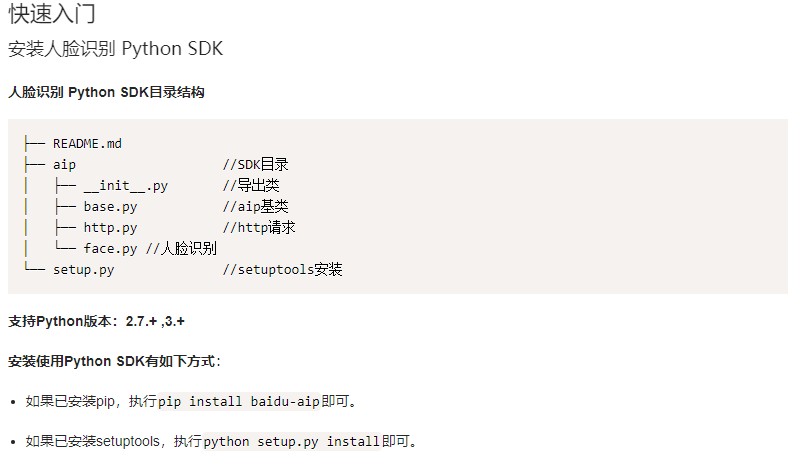 快速入门
安装人脸识别 Python SDK
人脸识别 Python SDK目录结构
├── README.md
├── aip                   //SDK目录
│   ├── __init__.py       //导出类
│   ├── base.py           //aip基类
│   ├── http.py           //http请求
│   └── face.py //人脸识别
└── setup.py              //setuptools安装
支持Python版本：2.7.+ ,3.+
安装使用Python SDK有如下方式：
• 如果已安装pip，执行pip install baidu-aip即可。
• 如果已安装setuptools，执行python setup.py install即可。